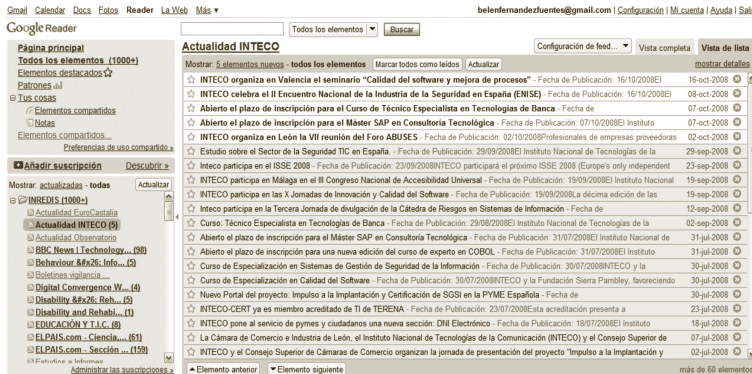 Gmail Calendar Docs Fotos Reader La Web Más ▼
belenfernandezfuentes@gmail.com | Configuración | Mi cuenta | Ayuda | Sali
Google Reader
Todos los elementos ▼ Buscar
Página principal
Todos los elementos (1000+)
Elementos destacados
Patrones
Tus cosas
Elementos compartidos
Notas
Elementos compartidos...
Preferencias de uso compartido »
Añadir suscripción Descubrir »
Mostrar: actualizadas - todas Actualizar
INREDIS (1000+)
Actualidad EuroCastalia
Actualidad INTECO (5)
Actualidad Observatorio
BBC News | Technology... (98)
Behaviour &#x26; Info... (5)
Boletines vigilancia ...
Digital Convergence W... (4)
Disability &#x26; Reh... (5)
Disability and Rehabi... (1)
EDUCACIÓN Y T.I.C. (8)
ELPAIS.com - Ciencia,... (61)
ELPAIS.com - Sección ... (159)
Estudios e Informes
Administrar las suscripciones »
Actualidad INTECO
Configuración de feed... ▼ Vista completa Vista de lista
Mostrar: 5 elementos nuevos - todos los elementos Marcar todos como leídos Actualizar mostrar detalles
INTECO organiza en Valencia el seminario "Calidad del software y mejora de procesos" - Fecha de Publicación: 16/10/2008El 16-oct-2008
INTECO celebra el II Encuentro Nacional de la Industria de la Seguridad en España (ENISE) - Fecha de Publicación: 08/10/2008El 08-oct-2008
Abierto el plazo de inscripción para el Curso de Técnico Especialista en Tecnologías de Banca - Fecha de 07-oct-2008
Abierto el plazo de inscripción para el Máster SAP en Consultoría Tecnológica - Fecha de Publicación: 07/10/2008El Instituto 07-oct-2008
INTECO organiza en León la VII reunión del Foro ABUSES - Fecha de Publicación: 02/10/2008Profesionales de empresas proveedoras 02-oct-2008
Estudio sobre el Sector de la Seguridad TIC en España. - Fecha de Publicación: 29/09/2008El Instituto Nacional de Tecnologías de la 29-sep-2008
Inteco participa en el ISSE 2008 - Fecha de Publicación: 23/09/2008INTECO participará el próximo ISSE 2008 (Europe's only independent 23-sep-2008
INTECO participa en Málaga en el III Congreso Nacional de Accesibilidad Universal - Fecha de Publicación: 19/09/2008El Instituto Nacional 19-sep-2008
INTECO participa en las X Jornadas de Innovación y Calidad del Software - Fecha de Publicación: 19/09/2008La décima edición de las 19-sep-2008
Inteco participa en la Tercera Jornada de divulgación de la Cátedra de Riesgos en Sistemas de Información - Fecha de 12-sep-2008
Curso: Técnico Especialista en Tecnologías de Banca - Fecha de Publicación: 29/08/2008El Instituto Nacional de Tecnologías de la 02-sep-2008
Abierto el plazo de inscripción para el Máster SAP en Consultoría Tecnológica - Fecha de Publicación: 31/07/2008El Instituto Nacional de 31-jul-2008
Abierto el plazo de inscripción para una nueva edición del curso de experto en COBOL - Fecha de Publicación: 31/07/2008El Instituto 31-jul-2008
Curso de Especialización en Sistemas de Gestión de Seguridad de la Información - Fecha de Publicación: 30/07/2008INTECO y la 30-jul-2008
Curso de Especialización en Calidad del Software - Fecha de Publicación: 30/07/2008INTECO y la Fundación Sierra Pambley, favoreciendo 30-jul-2008
Nuevo Portal del proyecto: Impulso a la Implantación y Certificación de SGSI en la PYME Española - Fecha de 30-jul-2008
INTECO-CERT ya es miembro acreditado de TI de TERENA - Fecha de Publicación: 23/07/2008Esta acreditación presenta a 23-jul-2008
INTECO pone al servicio de pymes y ciudadanos una nueva sección: DNI Electrónico - Fecha de Publicación: 18/07/2008El Instituto 18-jul-2008
La Cámara de Comercio e Industria de León, el Instituto Nacional de Tecnologías de la Comunicación (INTECO) y el Consejo Superior de 07-jul-2008
INTECO y el Consejo Superior de Cámaras de Comercio organizan la jornada de presentación del proyecto "Impulso a la Implantación y 02-jul-2008
▲ Elemento anterior ▼ Elemento siguiente más de 60 elementos